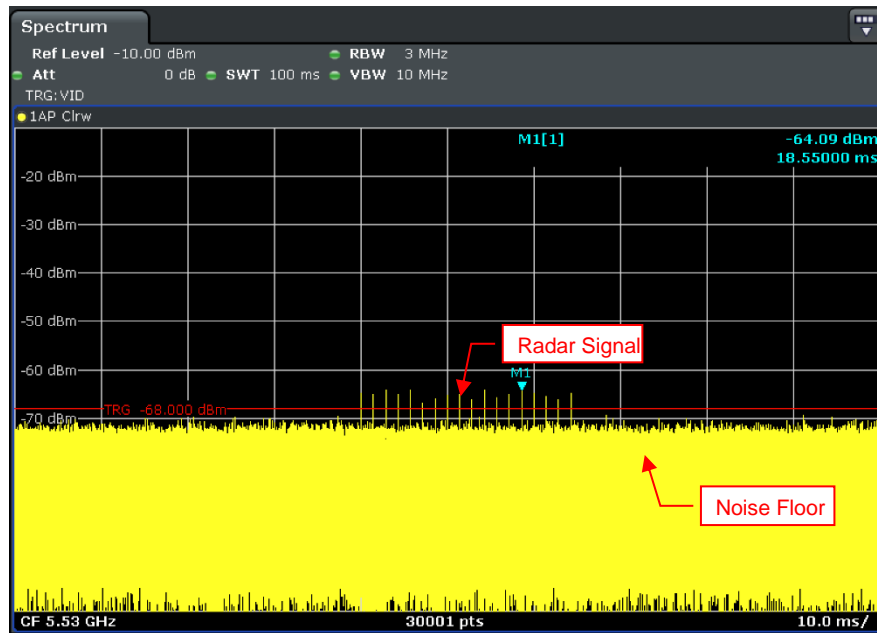 Spectrum
Ref Level -10.00 dBm RBW 3 MHz
Att 0 dB SWT 100 ms VBW 10 MHz
TRG:VID
1AP Clrw
M1[1] -64.09 dBm
18.55000 ms
-20 dBm
-30 dBm
-40 dBm
-50 dBm
Radar Signal
-60 dBm
M1
TRG -68.000 dBm
-70 dBm
Noise Floor
CF 5.53 GHz 30001 pts 10.0 ms/